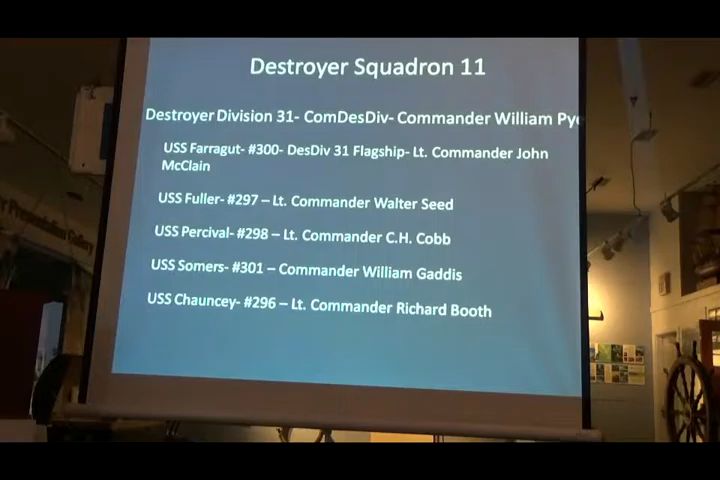 Destroyer Squadron 11
Destroyer Division 31- ComDesDiv- Commander William Pye
USS Farragut- #300- DesDiv 31 Flagship- Lt. Commander John
McClain
USS Fuller- #297 – Lt. Commander Walter Seed
USS Percival- #298 – Lt. Commander C.H. Cobb
USS Somers- #301 – Commander William Gaddis
USS Chauncey- #296 – Lt. Commander Richard Booth
Presentation Gallery